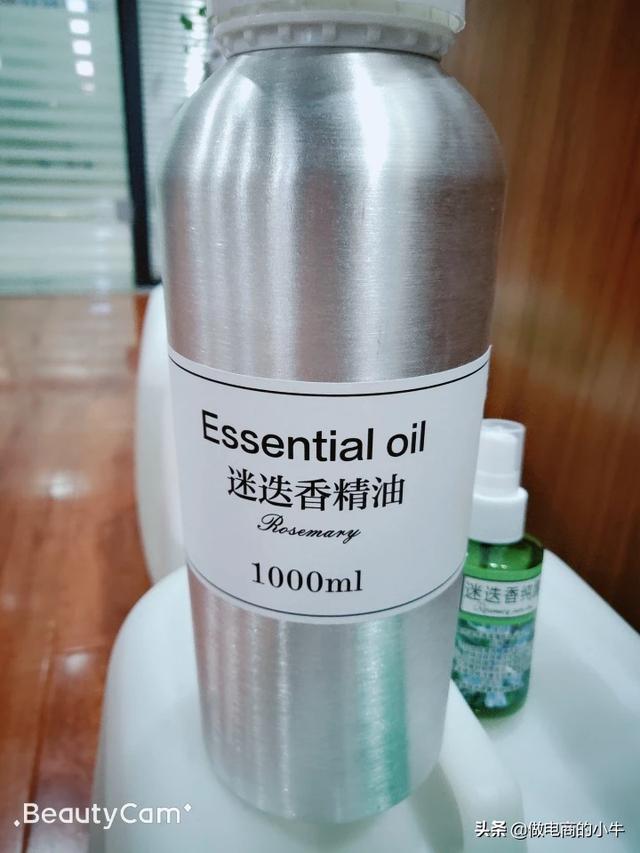 Essential oil
迷迭香精油
Rosemary
1000ml
迷迭香纯
BeautyCam
头条 @做电商的小牛